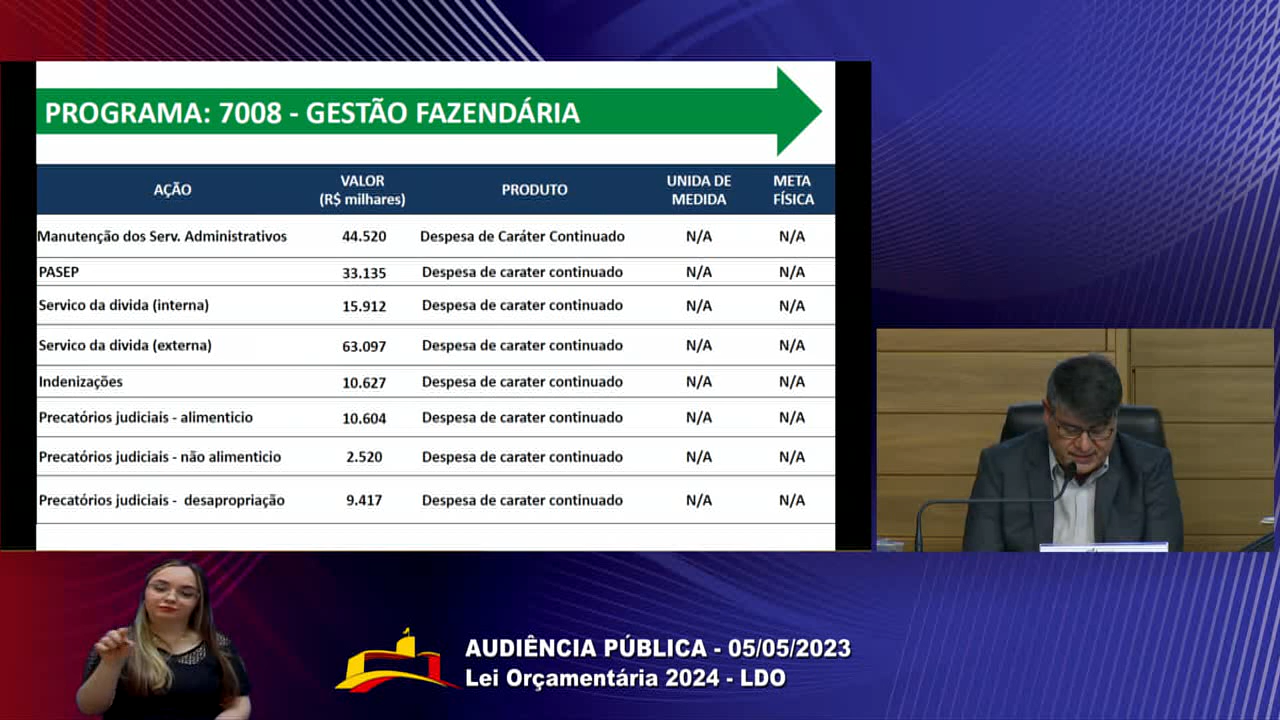 PROGRAMA: 7008 - GESTÃO FAZENDÁRIA
AÇÃO VALOR (R$ milhares) PRODUTO UNIDA DE MEDIDA META FÍSICA
Manutenção dos Serv. Administrativos 44.520 Despesa de Caráter Continuado N/A N/A
PASEP 33.135 Despesa de carater continuado N/A N/A
Servico da divida (interna) 15.912 Despesa de carater continuado N/A N/A
Servico da divida (externa) 63.097 Despesa de carater continuado N/A N/A
Indenizações 10.627 Despesa de carater continuado N/A N/A
Precatórios judiciais - alimenticio 10.604 Despesa de carater continuado N/A N/A
Precatórios judiciais - não alimenticio 2.520 Despesa de carater continuado N/A N/A
Precatórios judiciais - desapropriação 9.417 Despesa de carater continuado N/A N/A
AUDIÊNCIA PÚBLICA - 05/05/2023
Lei Orçamentária 2024 - LDO